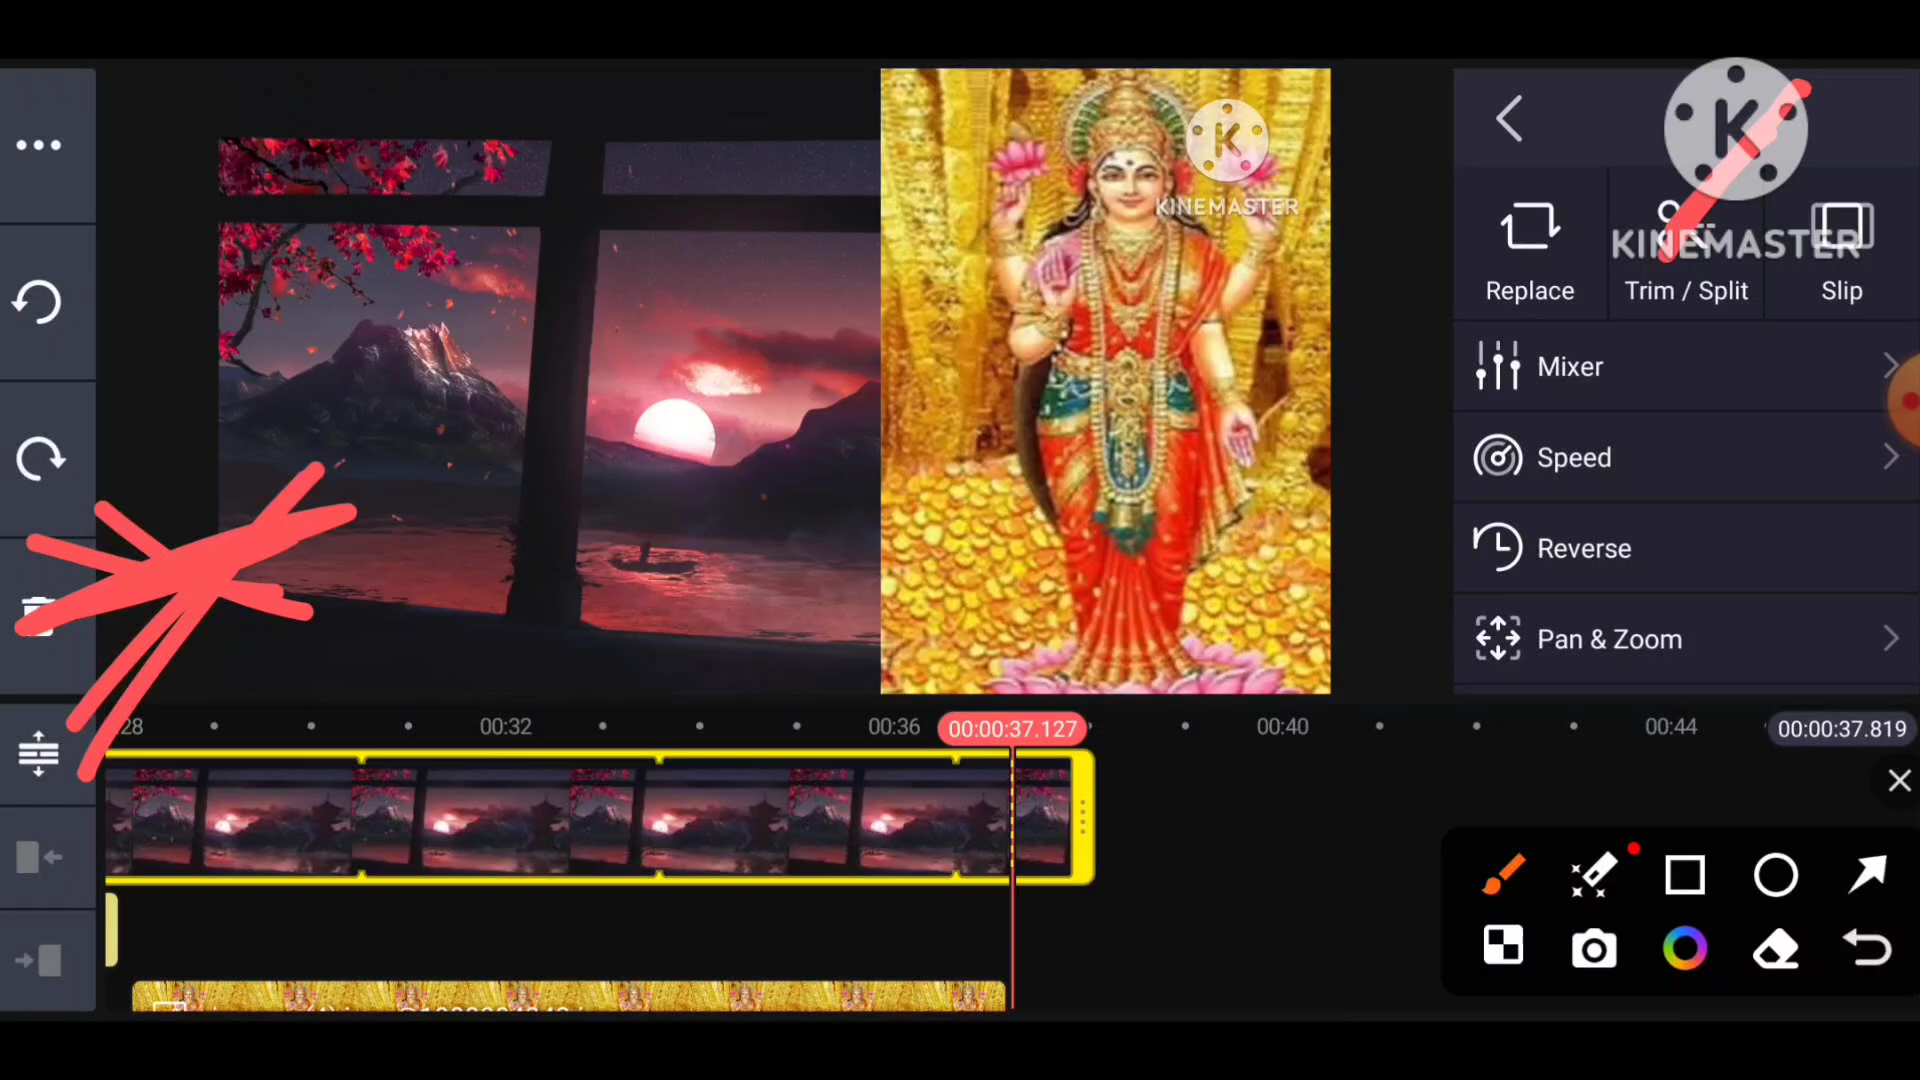 K
KINEMASTER
K
KINEMASTER
Replace
Trim / Split
Slip
Mixer
Speed
Reverse
Pan & Zoom
28
00:32
00:36
00:00:37.127
00:40
00:44
00:00:37.819